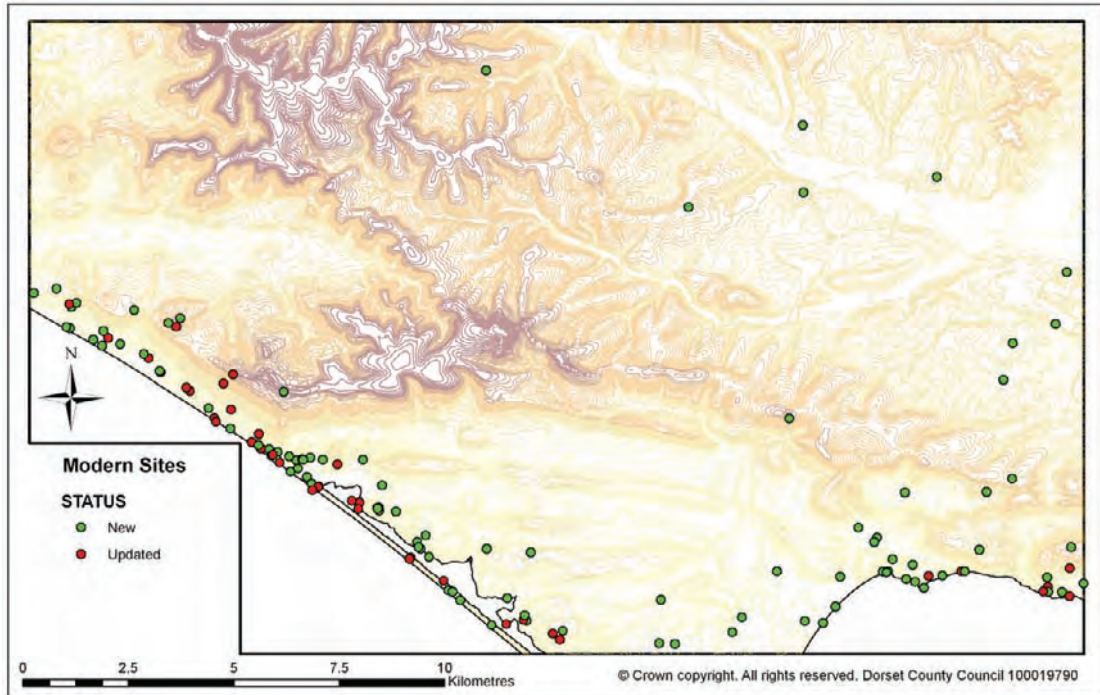 N
Modern Sites
STATUS
New
Updated
0 2.5 5 7.5 10
Kilometres
© Crown copyright. All rights reserved. Dorset County Council 100019790